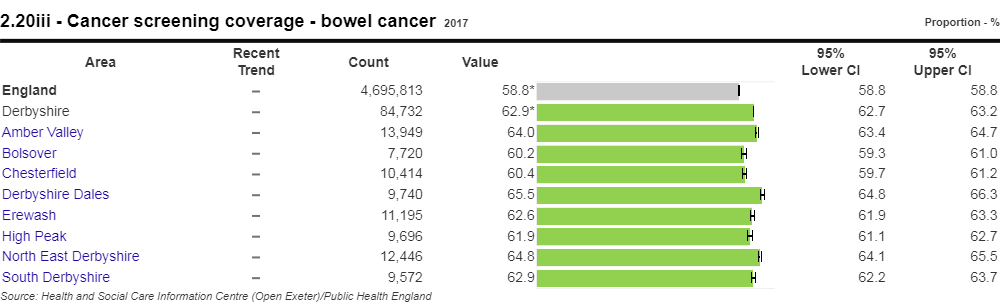 2.20iii - Cancer screening coverage - bowel cancer 2017 Proportion - %
Area Recent Trend Count Value 95% Lower CI 95% Upper CI
England – 4,695,813 58.8* 58.8 58.8
Derbyshire – 84,732 62.9* 62.7 63.2
Amber Valley – 13,949 64.0 63.4 64.7
Bolsover – 7,720 60.2 59.3 61.0
Chesterfield – 10,414 60.4 59.7 61.2
Derbyshire Dales – 9,740 65.5 64.8 66.3
Erewash – 11,195 62.6 61.9 63.3
High Peak – 9,696 61.9 61.1 62.7
North East Derbyshire – 12,446 64.8 64.1 65.5
South Derbyshire – 9,572 62.9 62.2 63.7
Source: Health and Social Care Information Centre (Open Exeter)/Public Health England